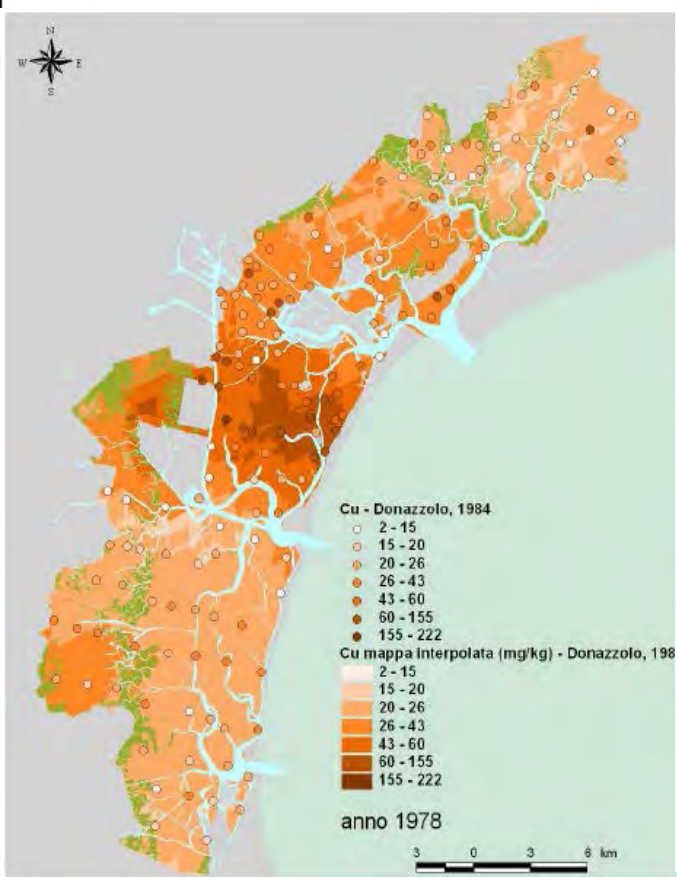 N
W E
S
Cu - Donazzolo, 1984
2 - 15
15 - 20
20 - 26
26 - 43
43 - 60
60 - 155
155 - 222
Cu mappa interpolata (mg/kg) - Donazzolo, 198
2 - 15
15 - 20
20 - 26
26 - 43
43 - 60
60 - 155
155 - 222
anno 1978
3 0 3 6 km